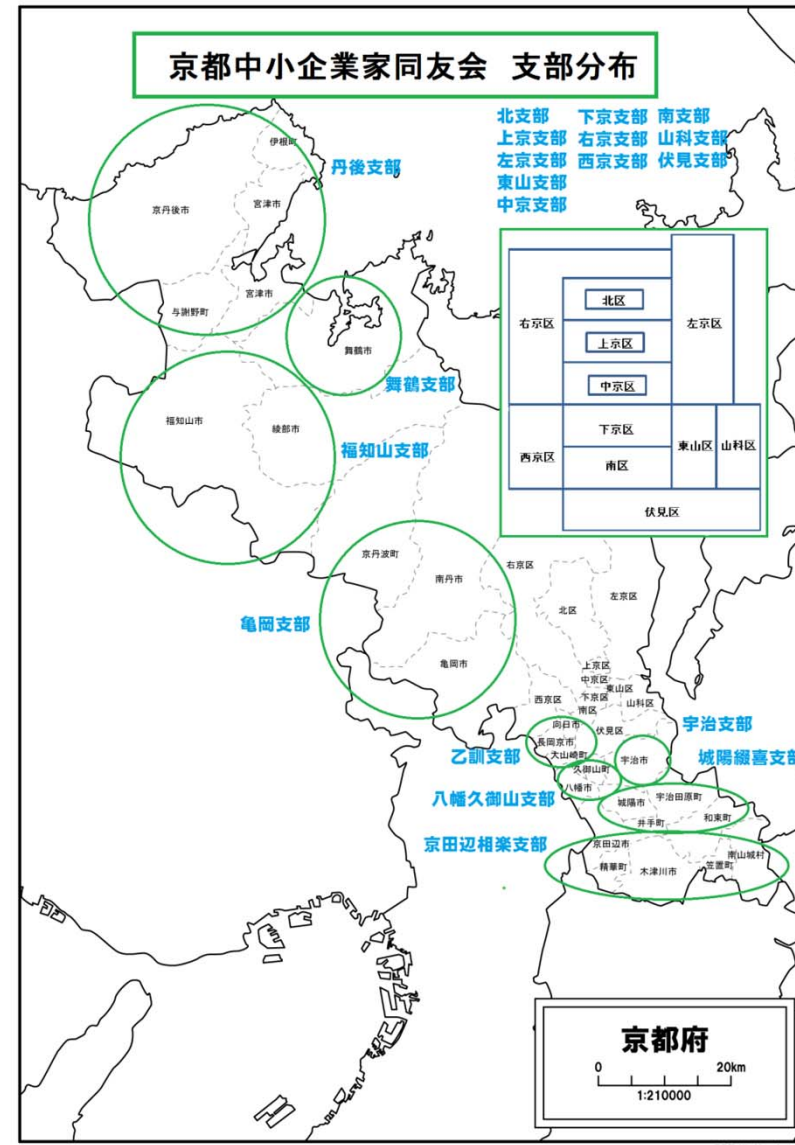 京都中小企業家同友会 支部分布
北支部 下京支部 南支部
上京支部 右京支部 山科支部
左京支部 西京支部 伏見支部
東山支部
中京支部
伊根町
丹後支部
京丹後市
宮津市
宮津市
与謝野町
舞鶴市
舞鶴支部
福知山市
綾部市
福知山支部
右京区
北区
左京区
上京区
中京区
下京区
西京区
南区
東山区
山科区
伏見区
京丹波町
南丹市
亀岡市
亀岡支部
右京区
北区
左京区
上京区
中京区
東山区
西京区
下京区
山科区
南区
向日市
伏見区
長岡京市
大山崎町
乙訓支部
宇治支部
宇治市
城陽綴喜支部
久御山町
八幡市
八幡久御山支部
城陽市
宇治田原町
井手町
和束町
京田辺相楽支部
京田辺市
精華町
木津川市
笠置町
南山城村
京都府
0 20km
1:210000